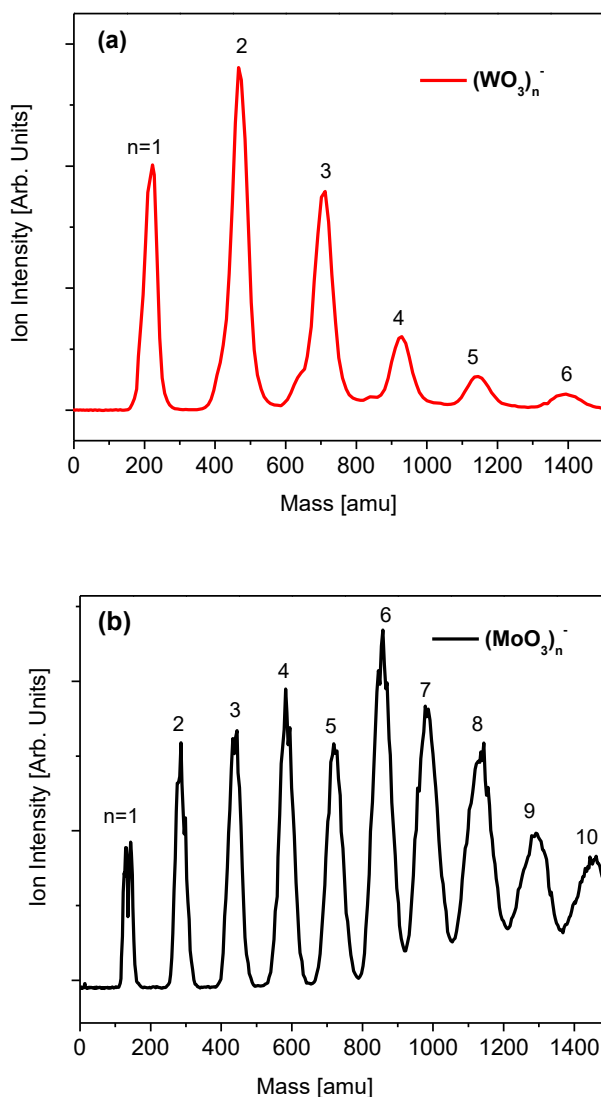 (a)
(WO3)n-
n=1
2
3
4
5
6
Ion Intensity [Arb. Units]
0 200 400 600 800 1000 1200 1400
Mass [amu]
(b)
(MoO3)n-
n=1
2
3
4
5
6
7
8
9
10
Ion Intensity [Arb. Units]
0 200 400 600 800 1000 1200 1400
Mass [amu]